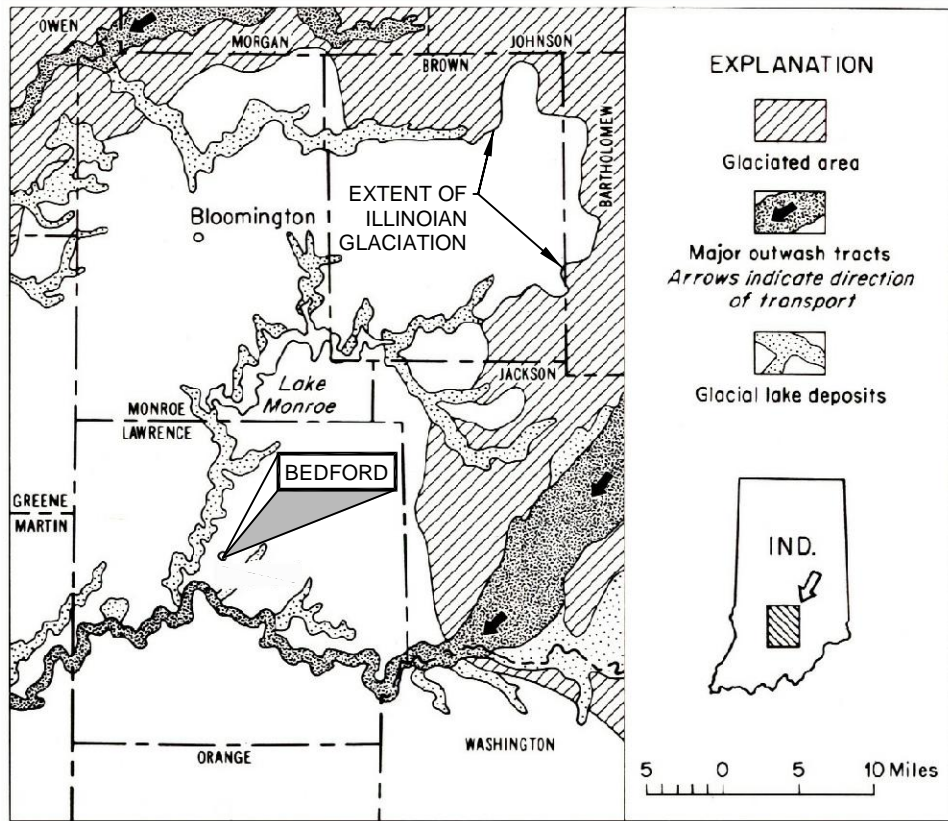 OWEN
MORGAN
JOHNSON
BROWN
BARTHOLOMEW
EXTENT OF
ILLINOIAN
GLACIATION
Bloomington
JACKSON
Lake
Monroe
MONROE
LAWRENCE
BEDFORD
GREENE
MARTIN
ORANGE
WASHINGTON
EXPLANATION
Glaciated area
Major outwash tracts
Arrows indicate direction
of transport
Glacial lake deposits
IND.
5 0 5 10 Miles